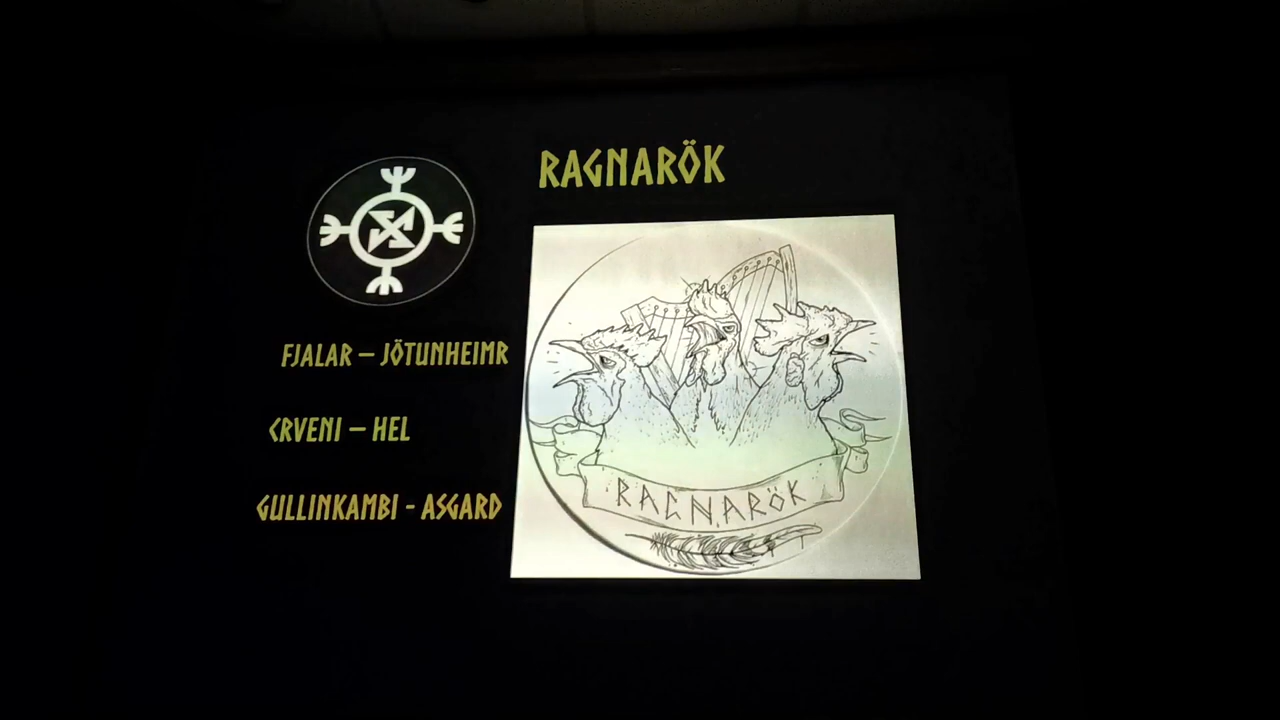 RAGNARÖK
FJALAR – JÖTUNHEIMR
CRVENI – HEL
GULLINKAMBI - ASGARD
RAGNARÖK